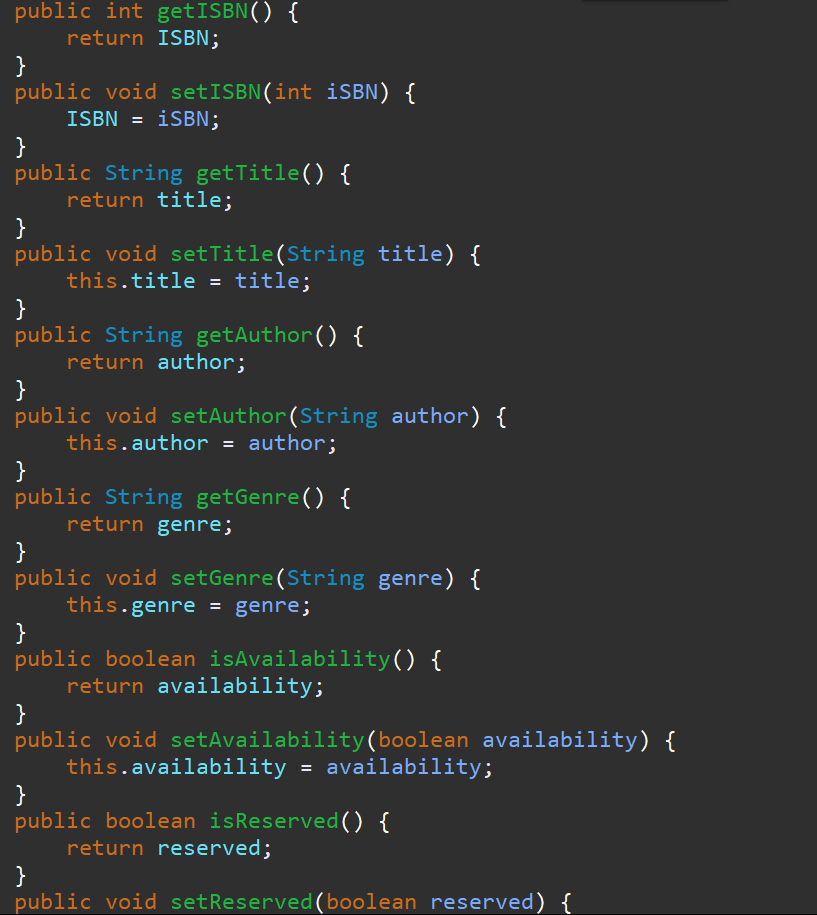 public int getISBN() {
    return ISBN;
}
public void setISBN(int iSBN) {
    ISBN = iSBN;
}
public String getTitle() {
    return title;
}
public void setTitle(String title) {
    this.title = title;
}
public String getAuthor() {
    return author;
}
public void setAuthor(String author) {
    this.author = author;
}
public String getGenre() {
    return genre;
}
public void setGenre(String genre) {
    this.genre = genre;
}
public boolean isAvailability() {
    return availability;
}
public void setAvailability(boolean availability) {
    this.availability = availability;
}
public boolean isReserved() {
    return reserved;
}
public void setReserved(boolean reserved) {